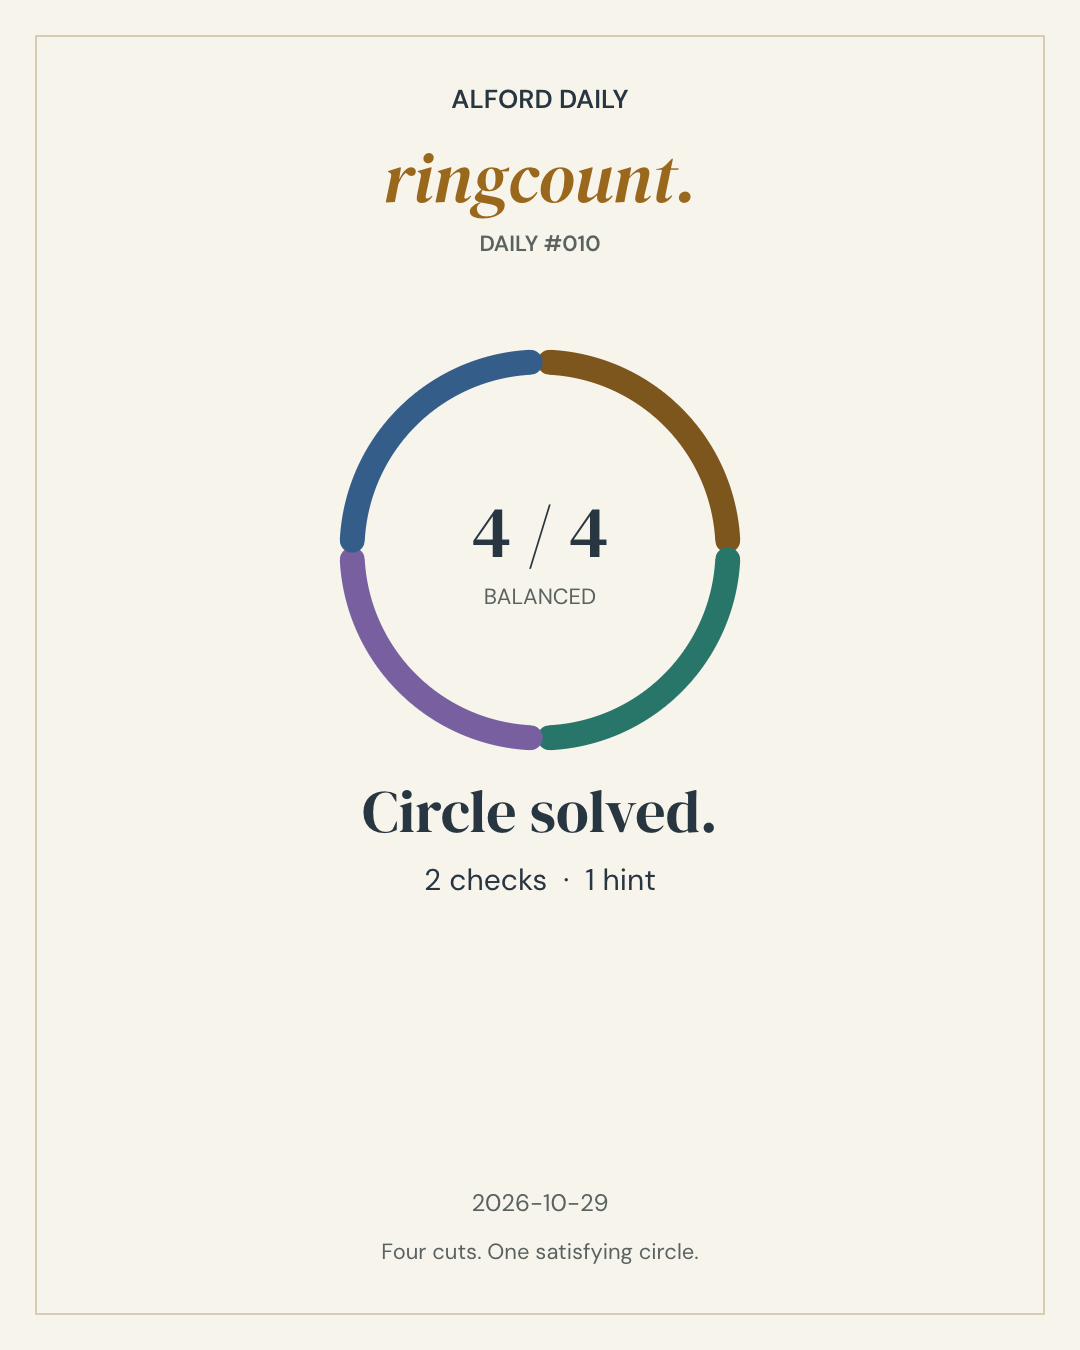 ALFORD DAILY
ringcount.
DAILY #010
4 / 4
BALANCED
Circle solved.
2 checks · 1 hint
2026-10-29
Four cuts. One satisfying circle.